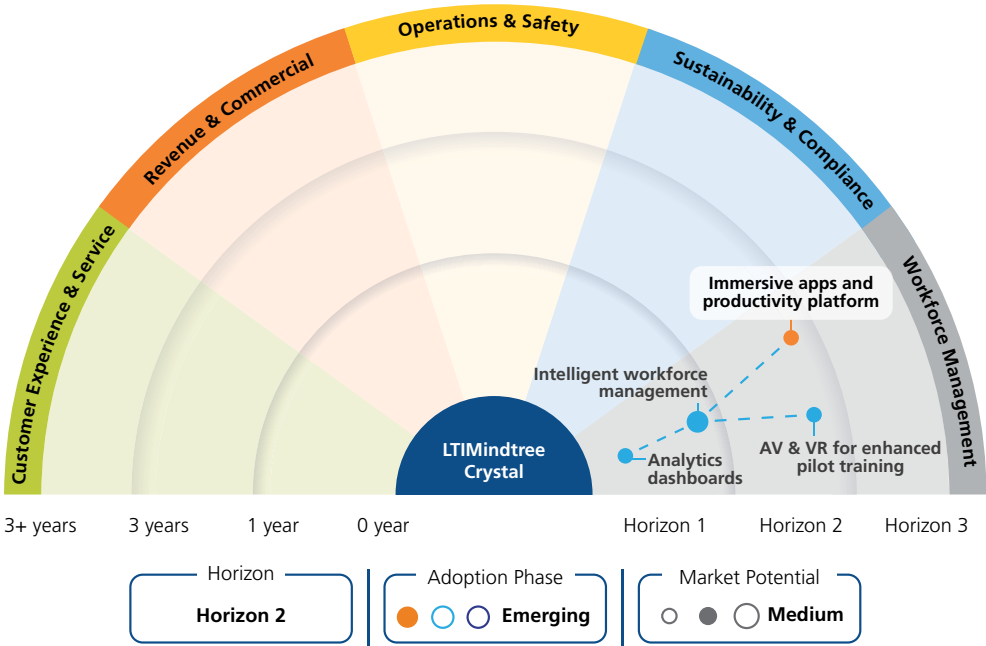 Operations & Safety
Revenue & Commercial
Sustainability & Compliance
Customer Experience & Service
Workforce Management
Immersive apps and
productivity platform
Intelligent workforce
management
LTIMindtree
Crystal
Analytics
dashboards
AV & VR for enhanced
pilot training
3+ years 3 years 1 year 0 year Horizon 1 Horizon 2 Horizon 3
Horizon
Horizon 2
Adoption Phase
Emerging
Market Potential
Medium